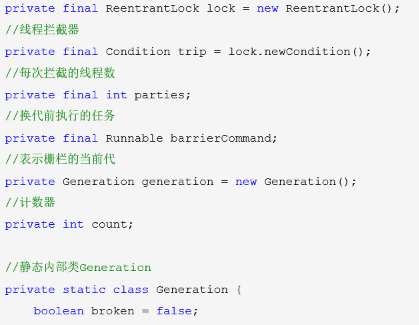 private final ReentrantLock lock = new ReentrantLock();
//线程拦截器
private final Condition trip = lock.newCondition();
//每次拦截的线程数
private final int parties;
//换代前执行的任务
private final Runnable barrierCommand;
//表示栅栏的当前代
private Generation generation = new Generation();
//计数器
private int count;
//静态内部类Generation
private static class Generation {
boolean broken = false;